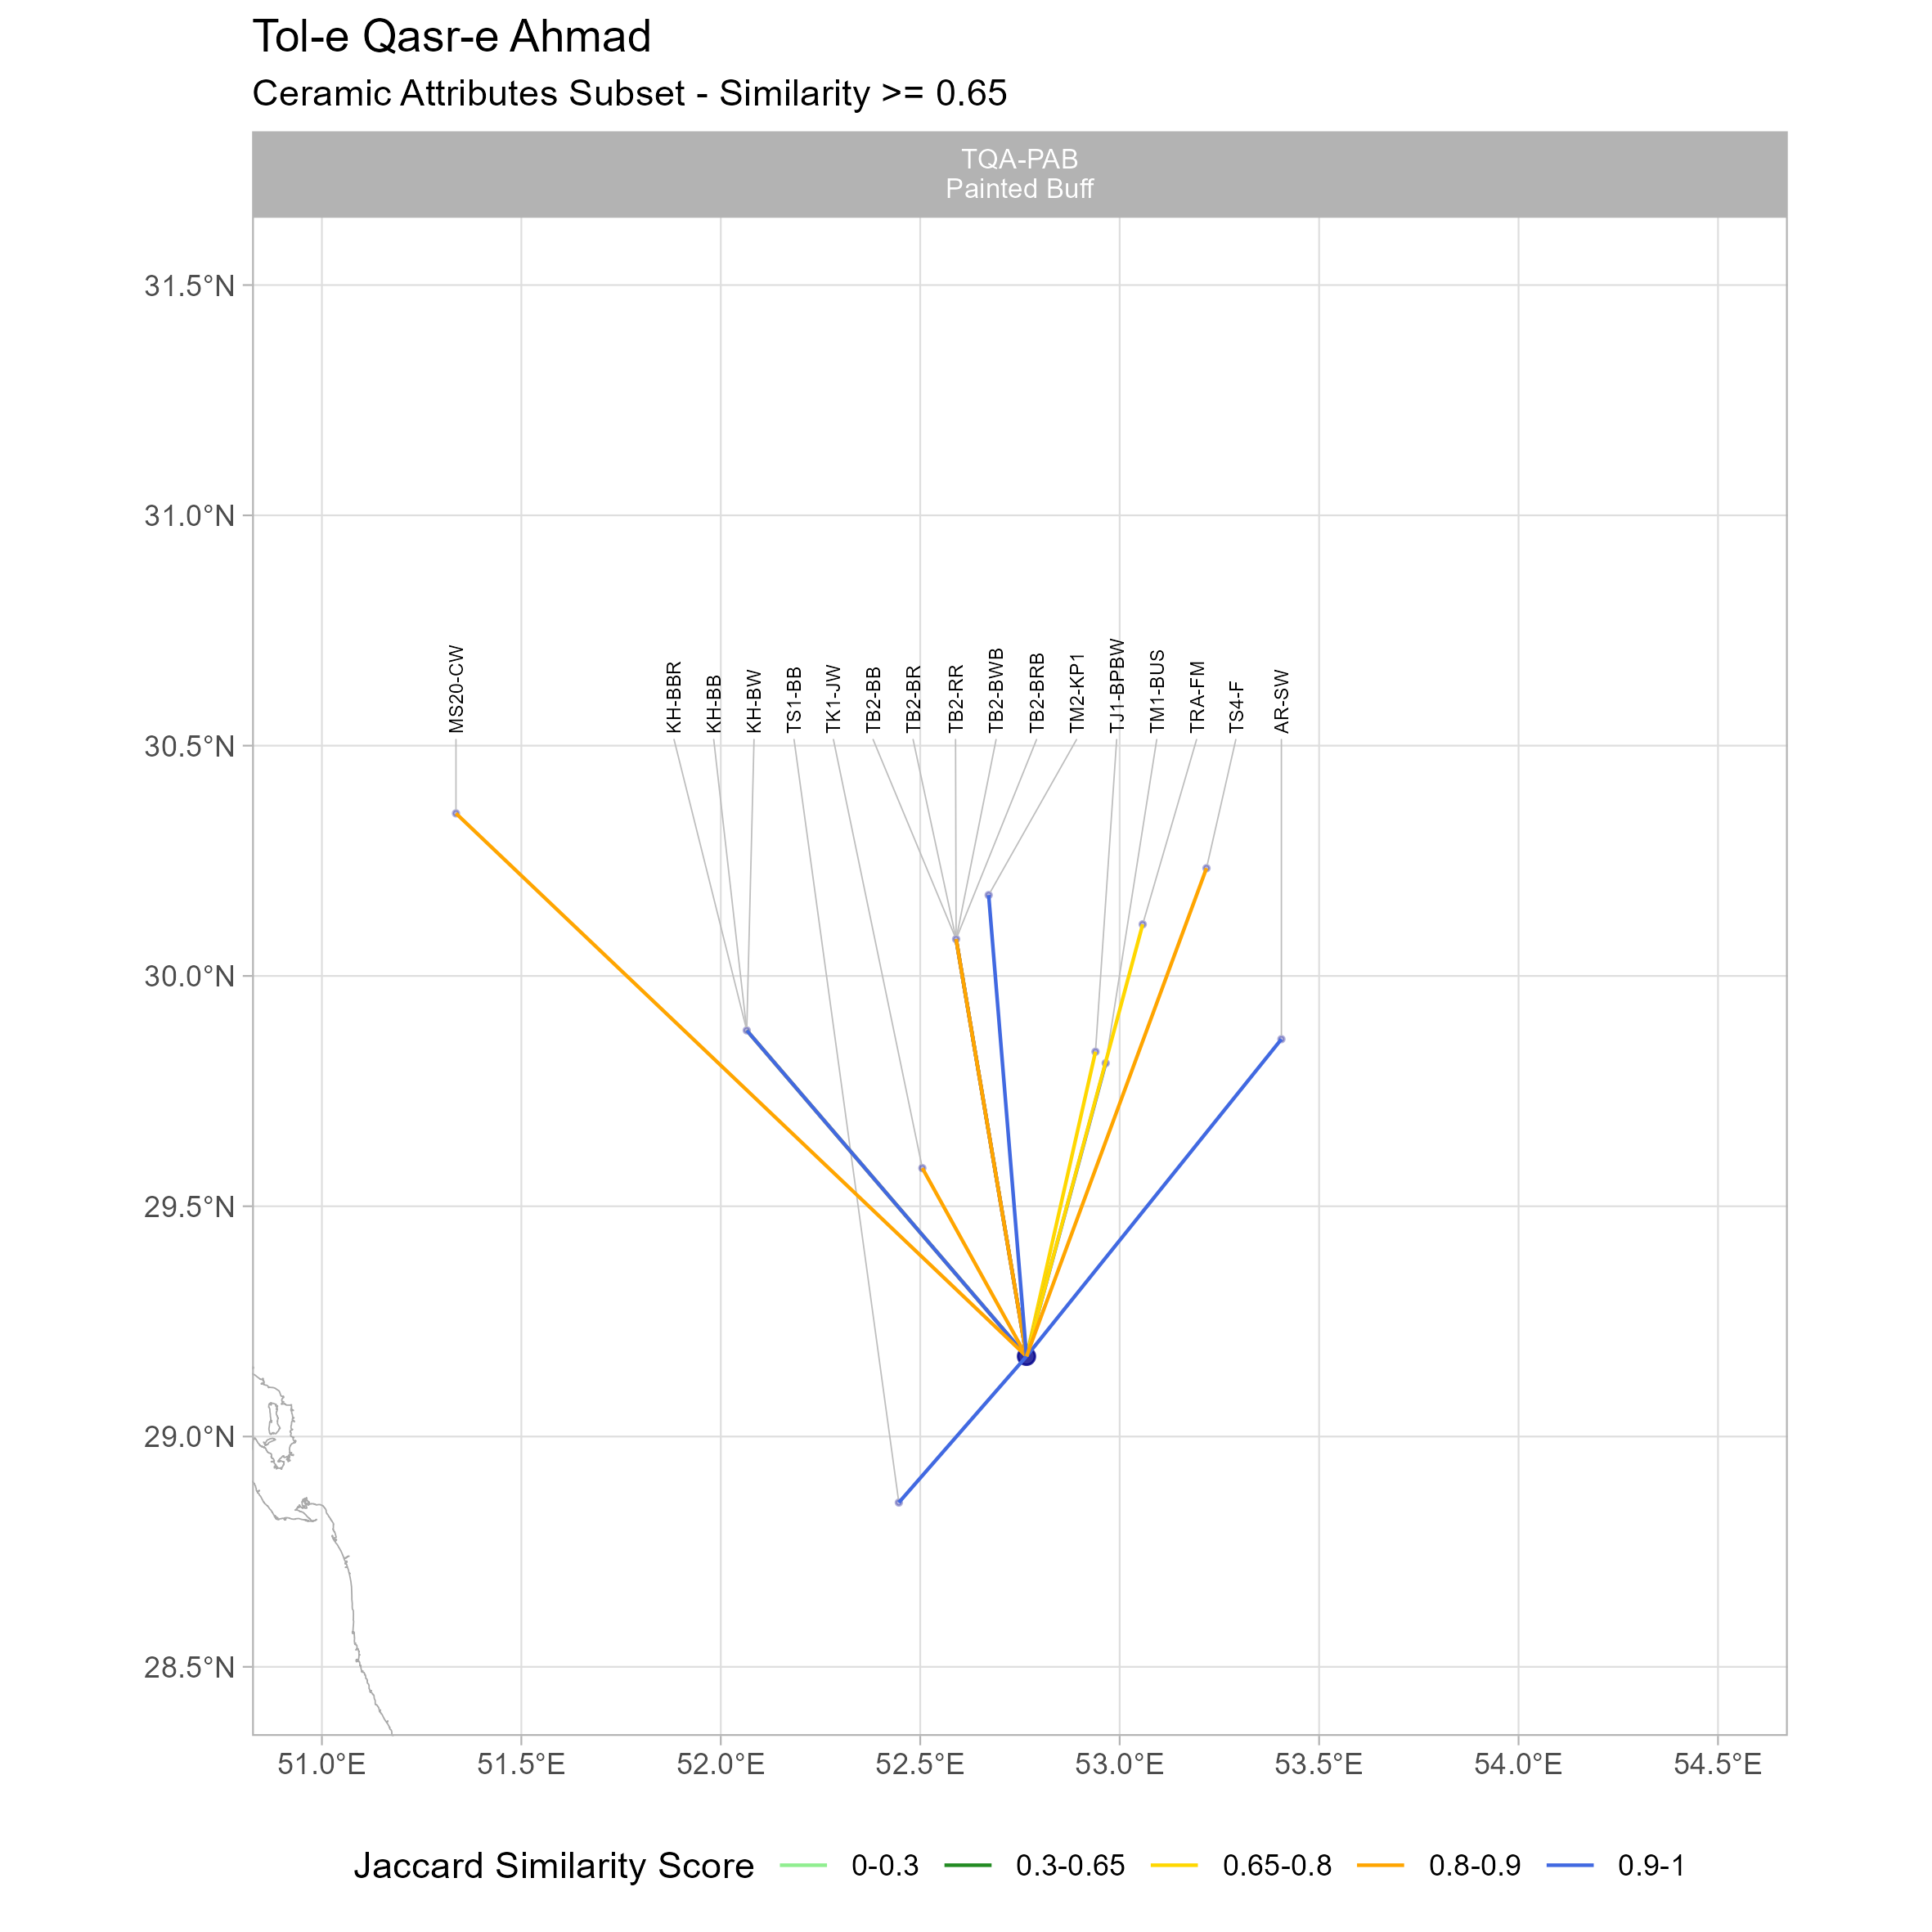 Tol-e Qasr-e Ahmad
Ceramic Attributes Subset - Similarity >= 0.65
TQA-PAB
Painted Buff
31.5°N
31.0°N
30.5°N
30.0°N
29.5°N
29.0°N
28.5°N
MS20-CW
KH-BBR
KH-BB
KH-BW
TS1-BB
TK1-JW
TB2-BB
TB2-BR
TB2-RR
TB2-BWB
TB2-BRB
TM2-KP1
TJ1-BPBW
TM1-BUS
TRA-FM
TS4-F
AR-SW
51.0°E 51.5°E 52.0°E 52.5°E 53.0°E 53.5°E 54.0°E 54.5°E
Jaccard Similarity Score 0-0.3 0.3-0.65 0.65-0.8 0.8-0.9 0.9-1